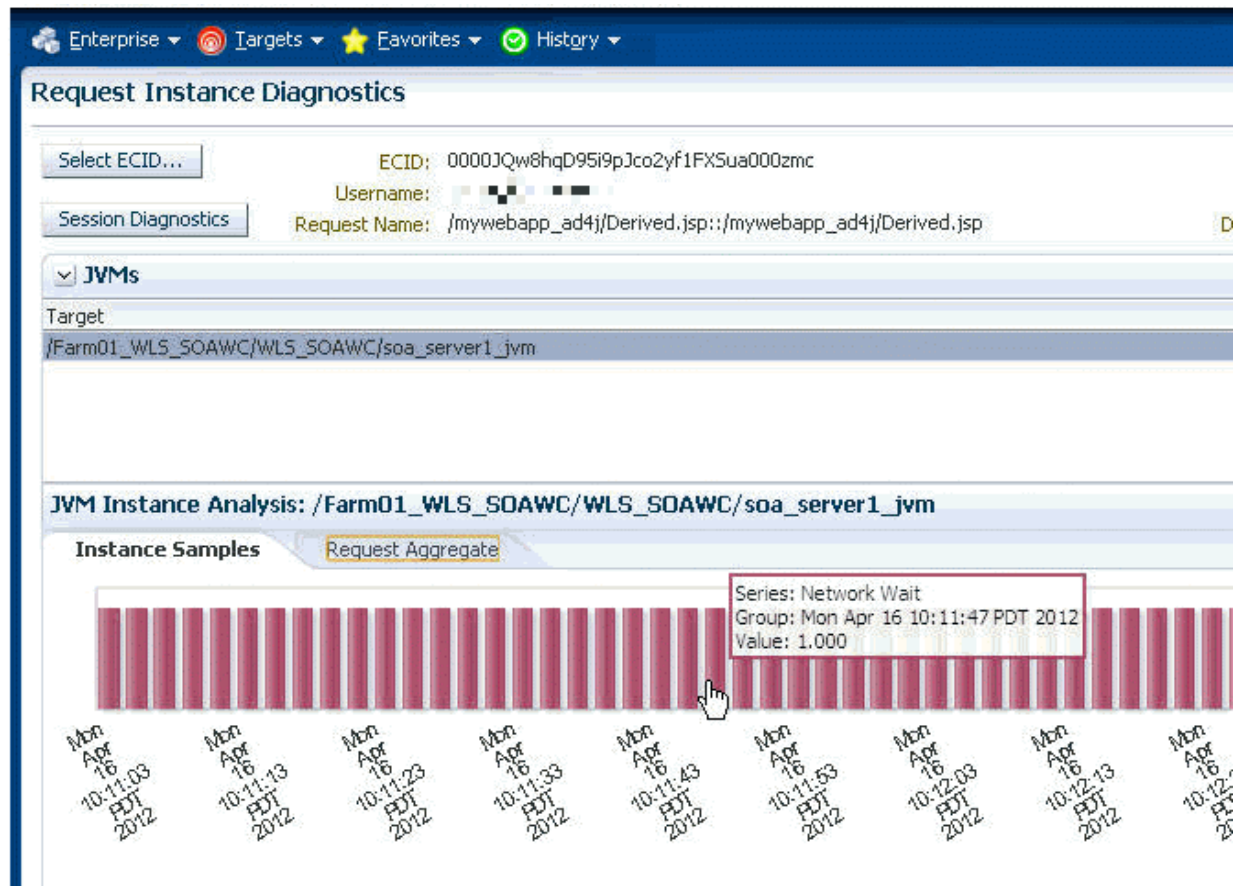 Enterprise Targets Favorites History
Request Instance Diagnostics
Select ECID... ECID: 0000JQw8hqD95i9pJco2yf1FXSua000zmc
Username:
Session Diagnostics Request Name: /mywebapp_ad4j/Derived.jsp::/mywebapp_ad4j/Derived.jsp D
JVMs
Target
/Farm01_WLS_SOAWC/WLS_SOAWC/soa_server1_jvm
JVM Instance Analysis: /Farm01_WLS_SOAWC/WLS_SOAWC/soa_server1_jvm
Instance Samples Request Aggregate
Series: Network Wait
Group: Mon Apr 16 10:11:47 PDT 2012
Value: 1.000
Mon Apr 16 10:11:03 PDT 2012
Mon Apr 16 10:11:13 PDT 2012
Mon Apr 16 10:11:23 PDT 2012
Mon Apr 16 10:11:33 PDT 2012
Mon Apr 16 10:11:43 PDT 2012
Mon Apr 16 10:11:53 PDT 2012
Mon Apr 16 10:12:03 PDT 2012
Mon Apr 16 10:12:13 PDT 2012
Mon Apr 16